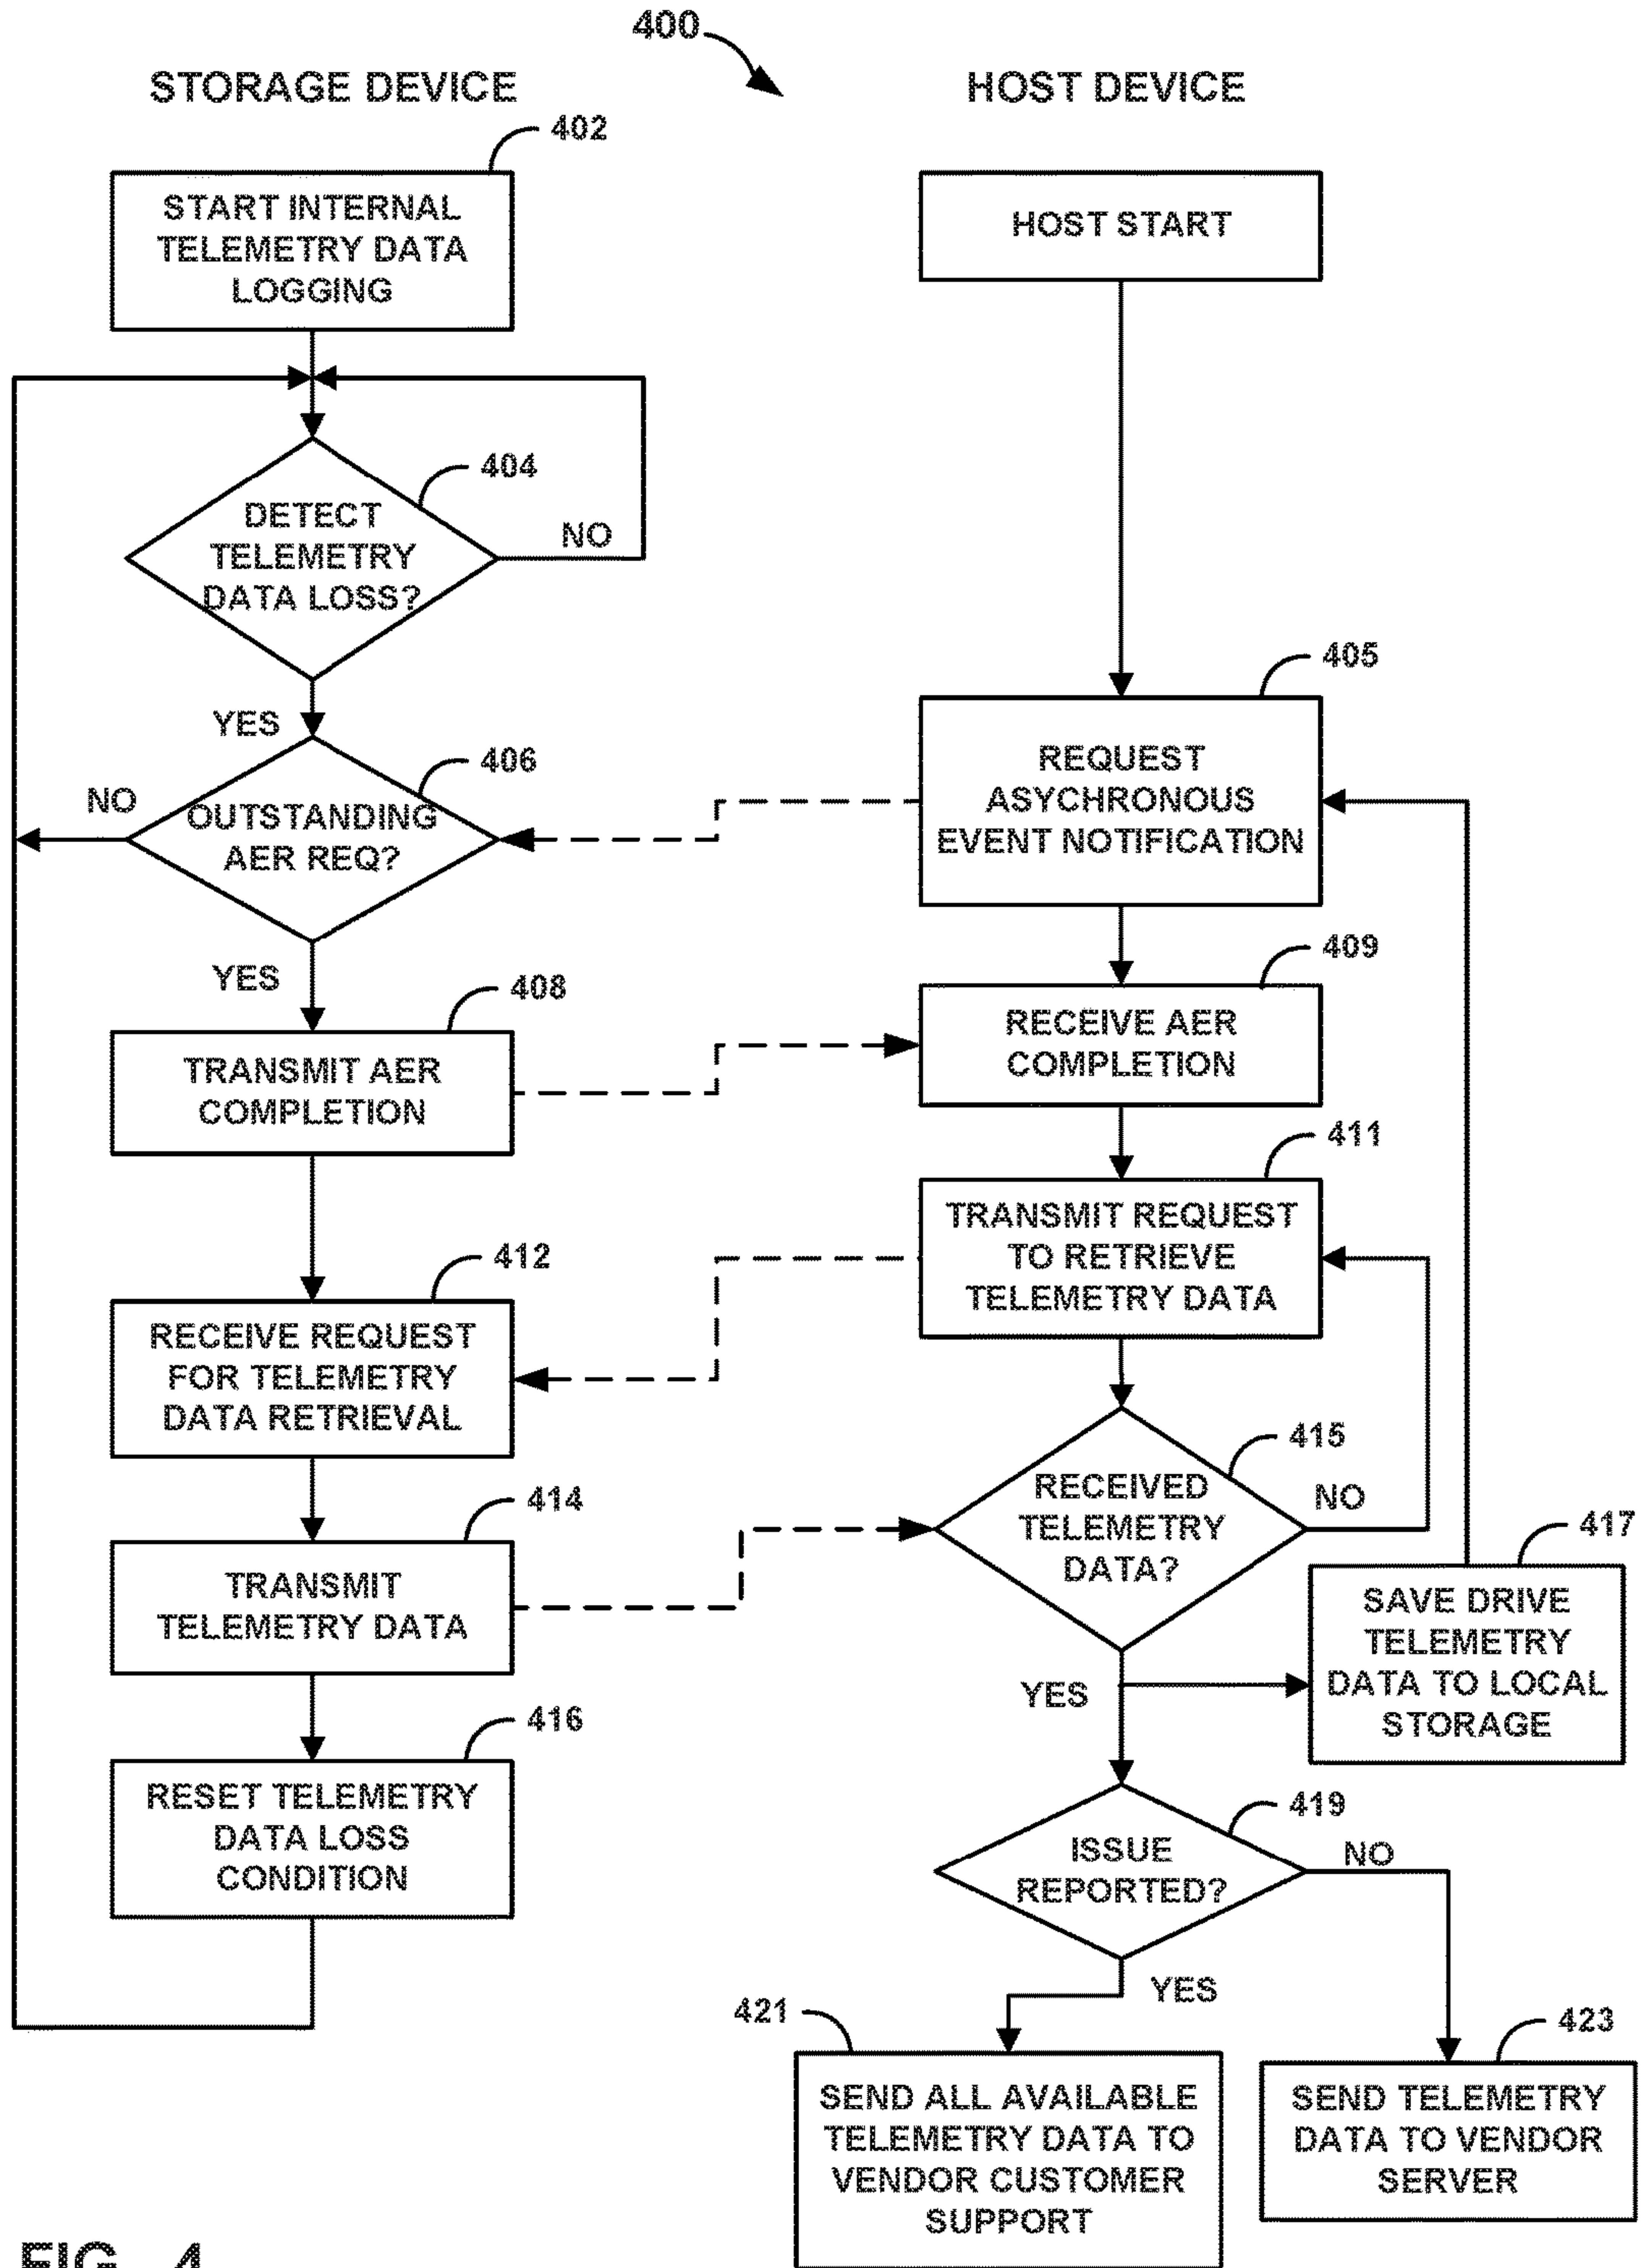 400
STORAGE DEVICE
HOST DEVICE
402
START INTERNAL
TELEMETRY DATA
LOGGING
HOST START
404
DETECT
TELEMETRY
DATA LOSS?
NO
YES
405
REQUEST
ASYCHRONOUS
EVENT NOTIFICATION
406
NO
OUTSTANDING
AER REQ?
YES
408
TRANSMIT AER
COMPLETION
409
RECEIVE AER
COMPLETION
411
TRANSMIT REQUEST
TO RETRIEVE
TELEMETRY DATA
412
RECEIVE REQUEST
FOR TELEMETRY
DATA RETRIEVAL
414
TRANSMIT
TELEMETRY DATA
415
RECEIVED
TELEMETRY
DATA?
NO
YES
417
SAVE DRIVE
TELEMETRY
DATA TO LOCAL
STORAGE
416
RESET TELEMETRY
DATA LOSS
CONDITION
419
ISSUE
REPORTED?
NO
YES
421
SEND ALL AVAILABLE
TELEMETRY DATA TO
VENDOR CUSTOMER
SUPPORT
423
SEND TELEMETRY
DATA TO VENDOR
SERVER
FIG. 4